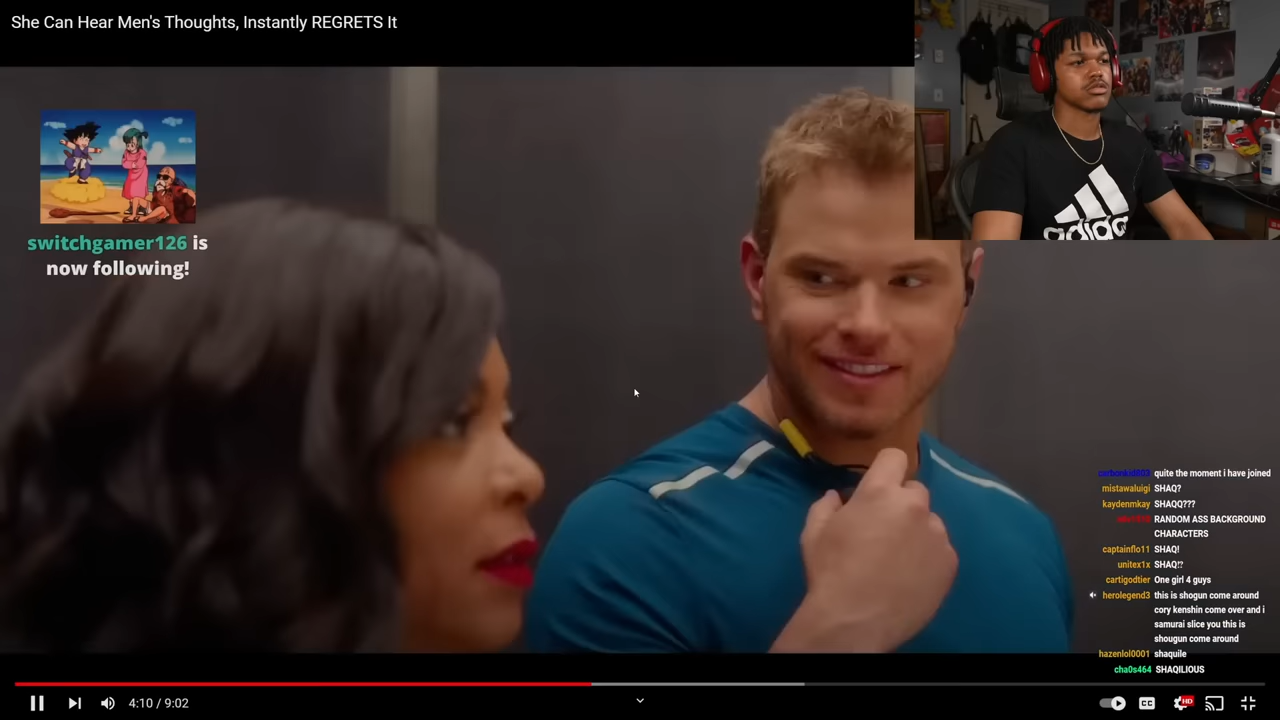 She Can Hear Men's Thoughts, Instantly REGRETS It
switchgamer126 is
now following!
adidas
quite the moment i have joined
mistawaluigi SHAQ?
kaydenmkay SHAQQ???
RANDOM ASS BACKGROUND
CHARACTERS
captainflo11 SHAQ!
unitex1x SHAQ!?
cartigodtier One girl 4 guys
herolegend3 this is shogun come around
cory kenshin come over and i
samurai slice you this is
shougun come around
hazenlol0001 shaquile
cha0s464 SHAQILIOUS
4:10 / 9:02
CC
HD